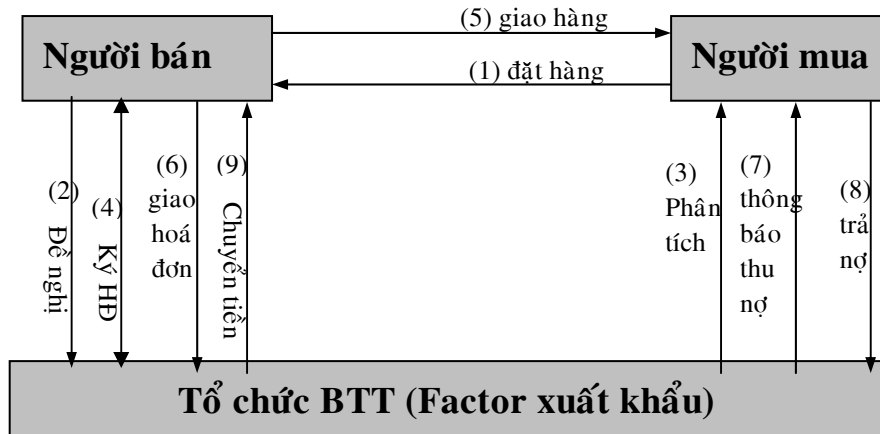 (5) giao hàng
Người bán
Người mua
(1) đặt hàng
(2)
Đề nghị
(4)
Ký HĐ
(6)
giao
hoá
đơn
(9)
Chuyển tiền
(3)
Phân
tích
(7)
thông
báo
thu
nợ
(8)
trả
nợ
Tổ chức BTT (Factor xuất khẩu)